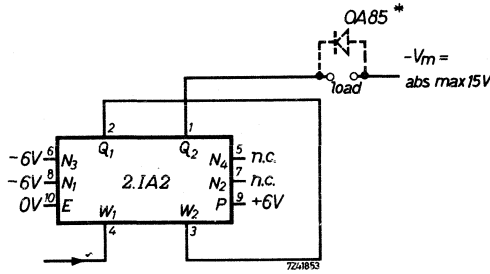 OA85 *
-Vm =
load
abs max 15V
2 1
Q1 Q2
-6V 6 N3 N4 5 n.c.
-6V 8 N1 2.IA2 N2 7 n.c.
0V 10 E P 9 +6V
W1 W2
4 3
7Z41853